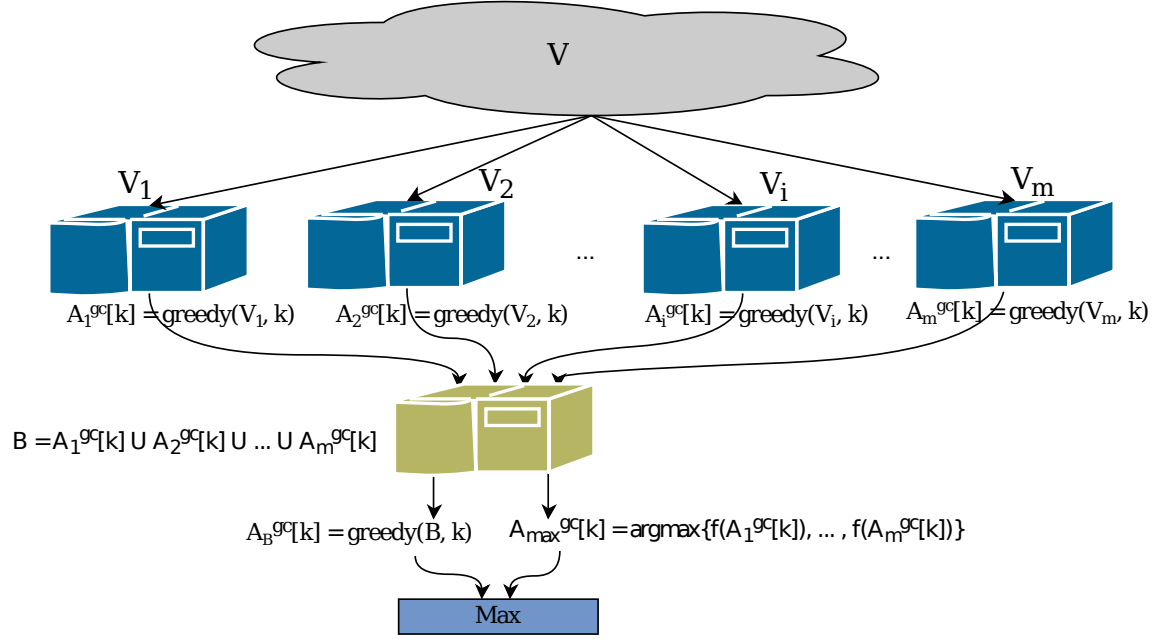 V
V₁ V₂ Vᵢ Vₘ
... ...
A₁ᵍᶜ[k] = greedy(V₁, k) A₂ᵍᶜ[k] = greedy(V₂, k) Aᵢᵍᶜ[k] = greedy(Vᵢ, k) Aₘᵍᶜ[k] = greedy(Vₘ, k)
B = A₁ᵍᶜ[k] U A₂ᵍᶜ[k] U ... U Aₘᵍᶜ[k]
A_Bᵍᶜ[k] = greedy(B, k) Aₘₐₓᵍᶜ[k] = argmax{f(A₁ᵍᶜ[k]), ... , f(Aₘᵍᶜ[k])}
Max